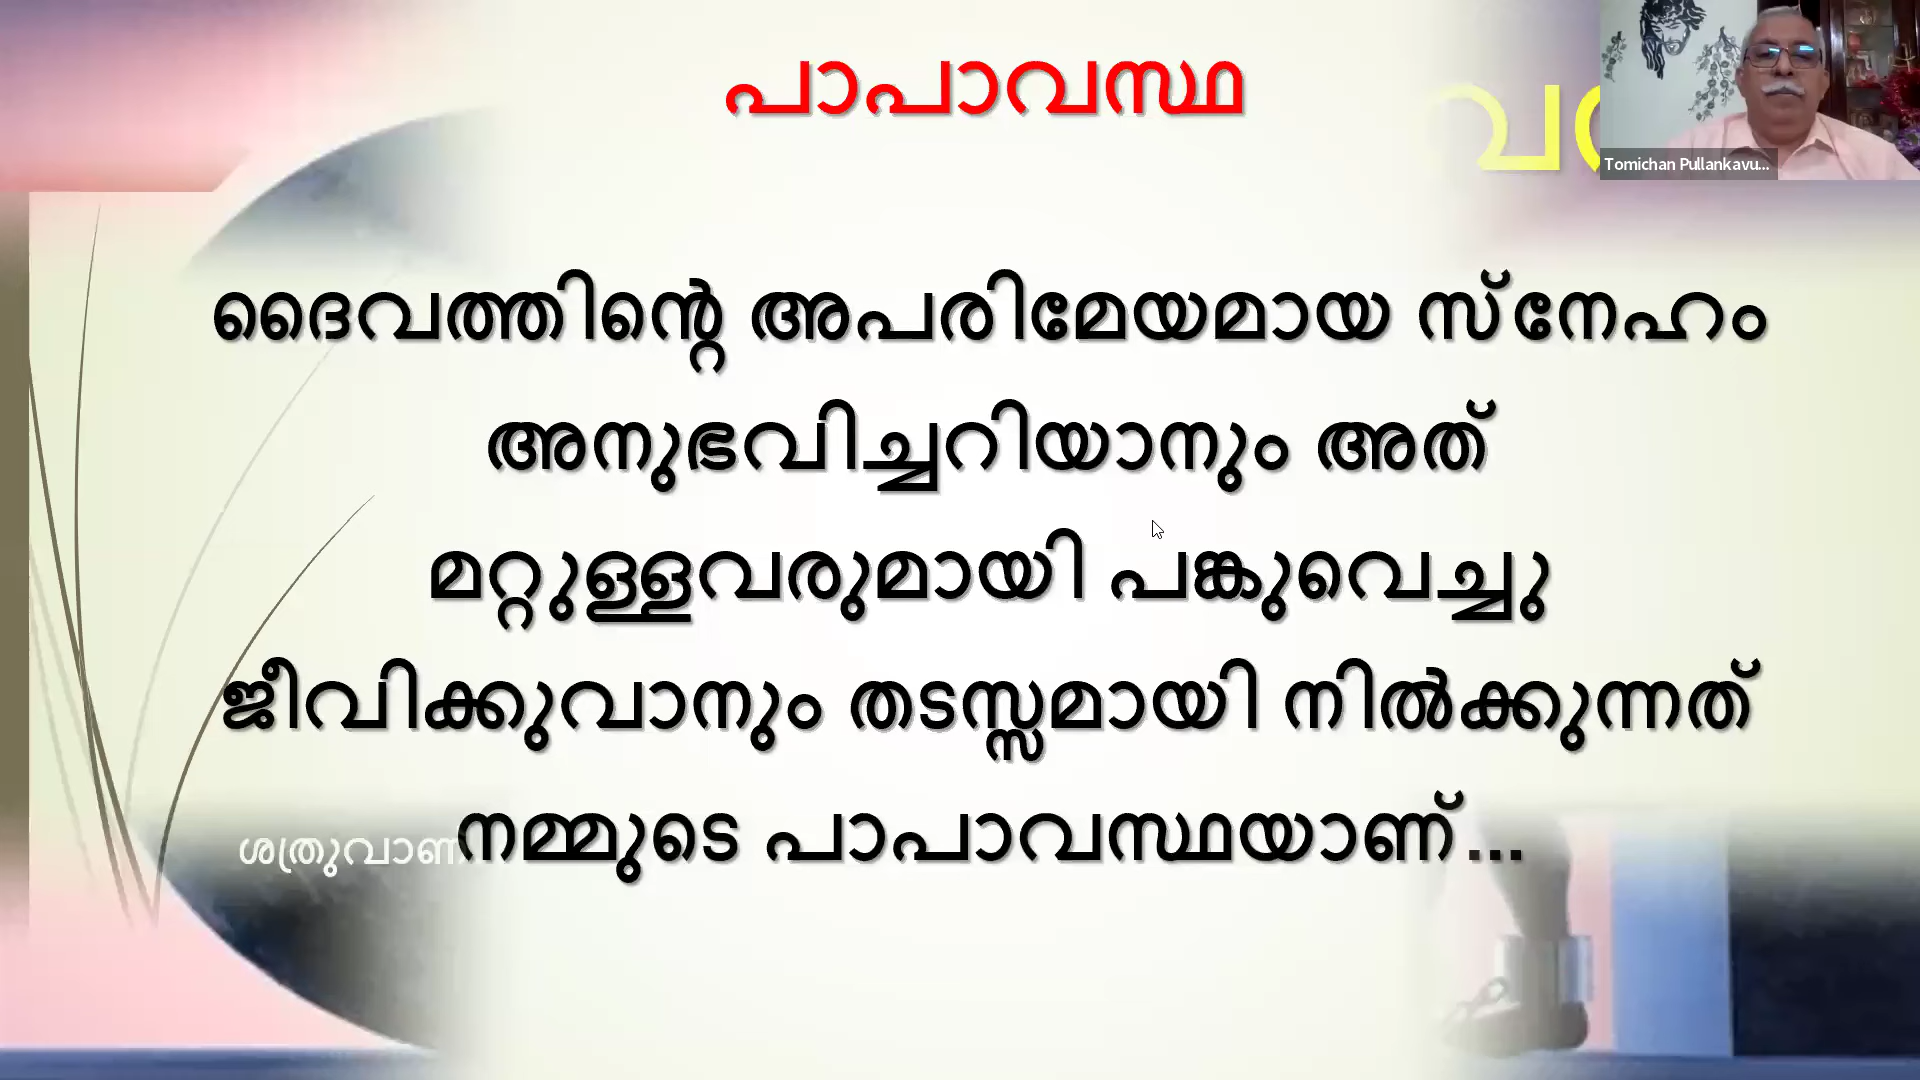 പാപാവസ്ഥ
Tomichan Pullankavu...
ദൈവത്തിന്റെ അപരിമേയമായ സ്നേഹം
അനുഭവിച്ചറിയാനും അത്
മറ്റുള്ളവരുമായി പങ്കുവെച്ചു
ജീവിക്കുവാനും തടസ്സമായി നിൽക്കുന്നത്
നമ്മുടെ പാപാവസ്ഥയാണ്...